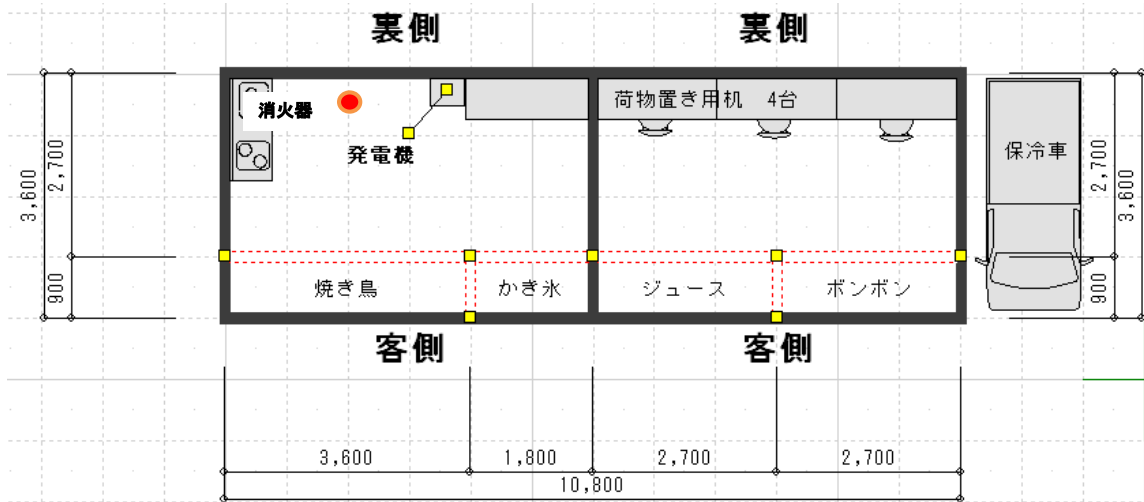 裏側 裏側
消火器
荷物置き用机 4台
発電機
保冷車
3,600
2,700
900
2,700
3,600
900
焼き鳥 かき氷 ジュース ボンボン
客側 客側
3,600 1,800 2,700 2,700
10,800